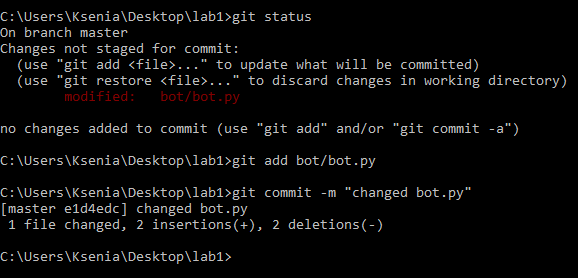 C:\Users\Ksenia\Desktop\lab1>git status
On branch master
Changes not staged for commit:
  (use "git add <file>..." to update what will be committed)
  (use "git restore <file>..." to discard changes in working directory)
        modified:   bot/bot.py

no changes added to commit (use "git add" and/or "git commit -a")

C:\Users\Ksenia\Desktop\lab1>git add bot/bot.py

C:\Users\Ksenia\Desktop\lab1>git commit -m "changed bot.py"
[master e1d4edc] changed bot.py
 1 file changed, 2 insertions(+), 2 deletions(-)

C:\Users\Ksenia\Desktop\lab1>